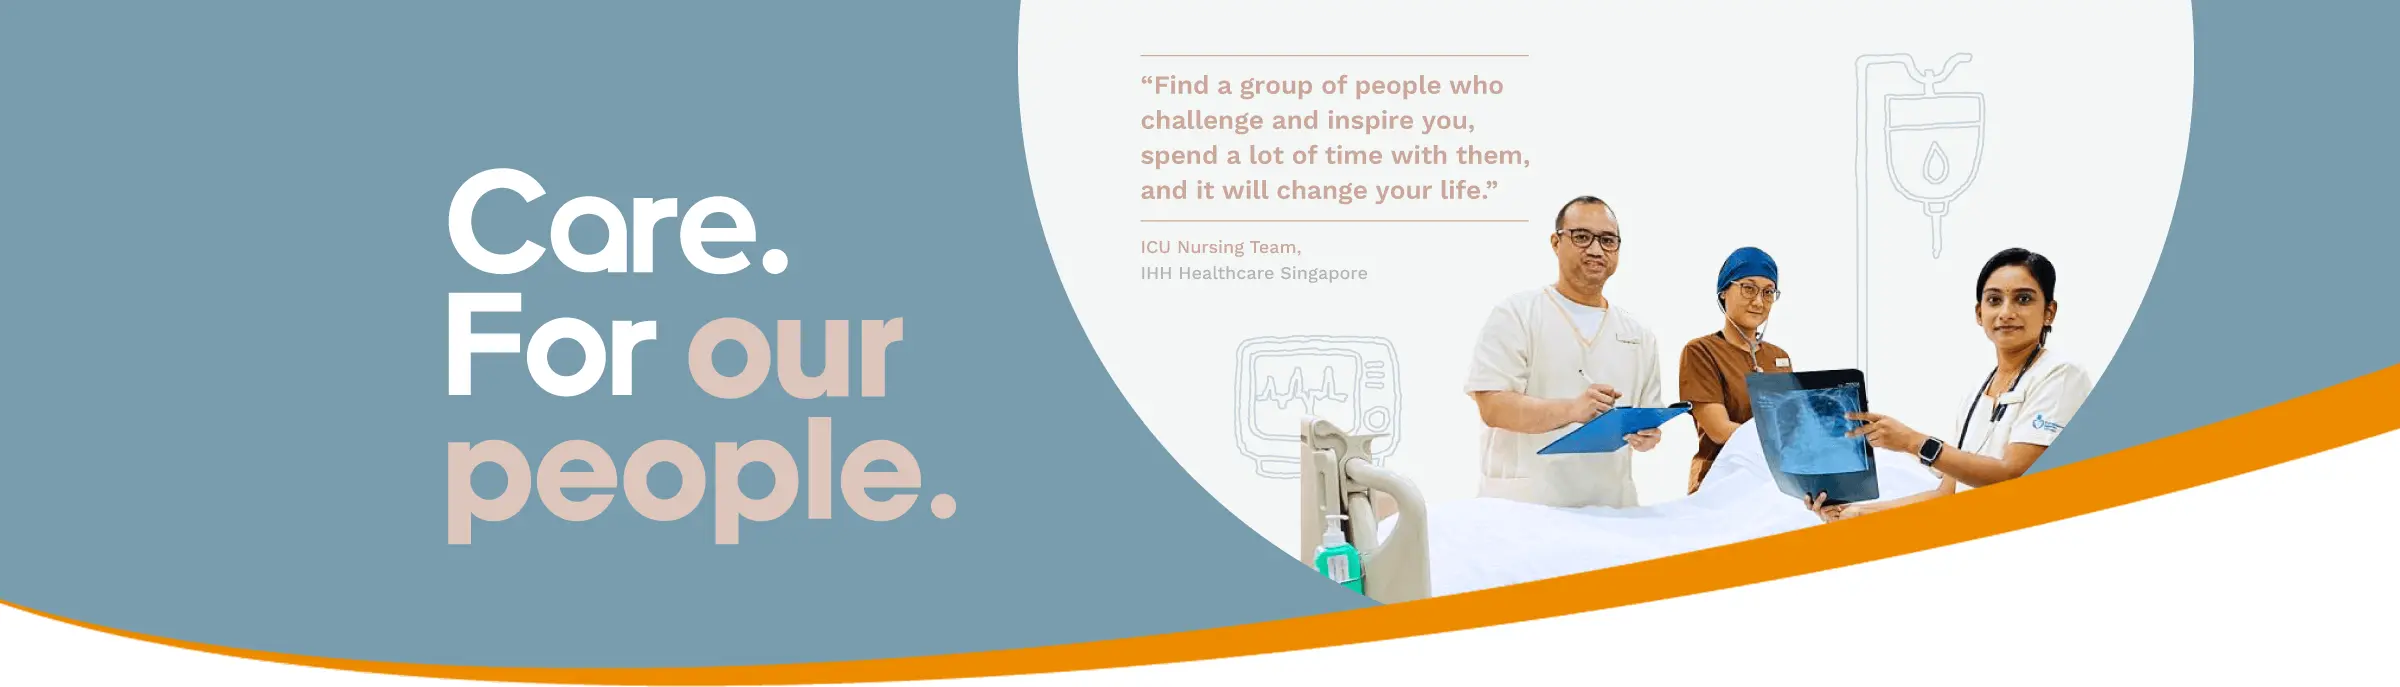 Care.
For our
people.
“Find a group of people who
challenge and inspire you,
spend a lot of time with them,
and it will change your life.”
ICU Nursing Team,
IHH Healthcare Singapore